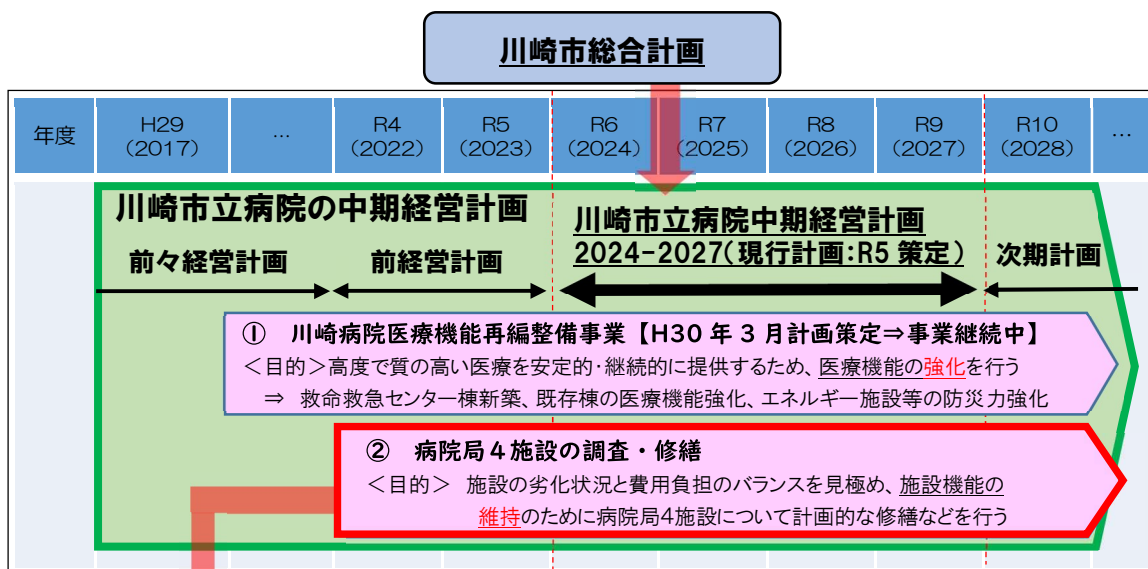 川崎市総合計画
年度
H29
(2017)
…
R4
(2022)
R5
(2023)
R6
(2024)
R7
(2025)
R8
(2026)
R9
(2027)
R10
(2028)
…
川崎市立病院の中期経営計画
川崎市立病院中期経営計画
2024-2027(現行計画:R5 策定)
前々経営計画
前経営計画
次期計画
① 川崎病院医療機能再編整備事業【H30 年 3 月計画策定⇒事業継続中】
<目的>高度で質の高い医療を安定的・継続的に提供するため、医療機能の強化を行う
⇒ 救命救急センター棟新築、既存棟の医療機能強化、エネルギー施設等の防災力強化
② 病院局4施設の調査・修繕
<目的> 施設の劣化状況と費用負担のバランスを見極め、施設機能の
維持のために病院局4施設について計画的な修繕などを行う